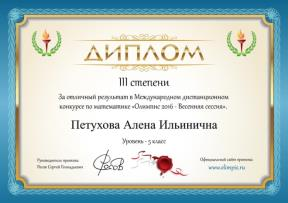 ДИПЛОМ
III степени
За отличный результат в Международном дистанционном
конкурсе по математике «Олимпис 2016 - Весенняя сессия».
Петухова Алена Ильинична
Уровень - 5 класс
Руководитель проекта:
Сергей Геннадьевич
Официальный сайт проекта:
www.olimpis.ru